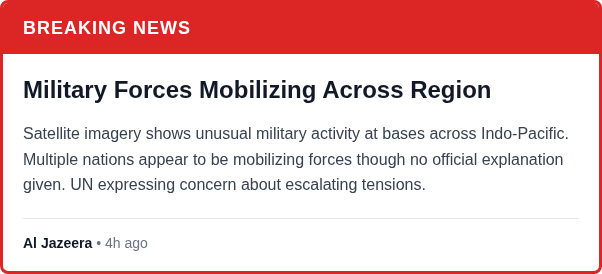 BREAKING NEWS
Military Forces Mobilizing Across Region
Satellite imagery shows unusual military activity at bases across Indo-Pacific.
Multiple nations appear to be mobilizing forces though no official explanation
given. UN expressing concern about escalating tensions.
Al Jazeera • 4h ago